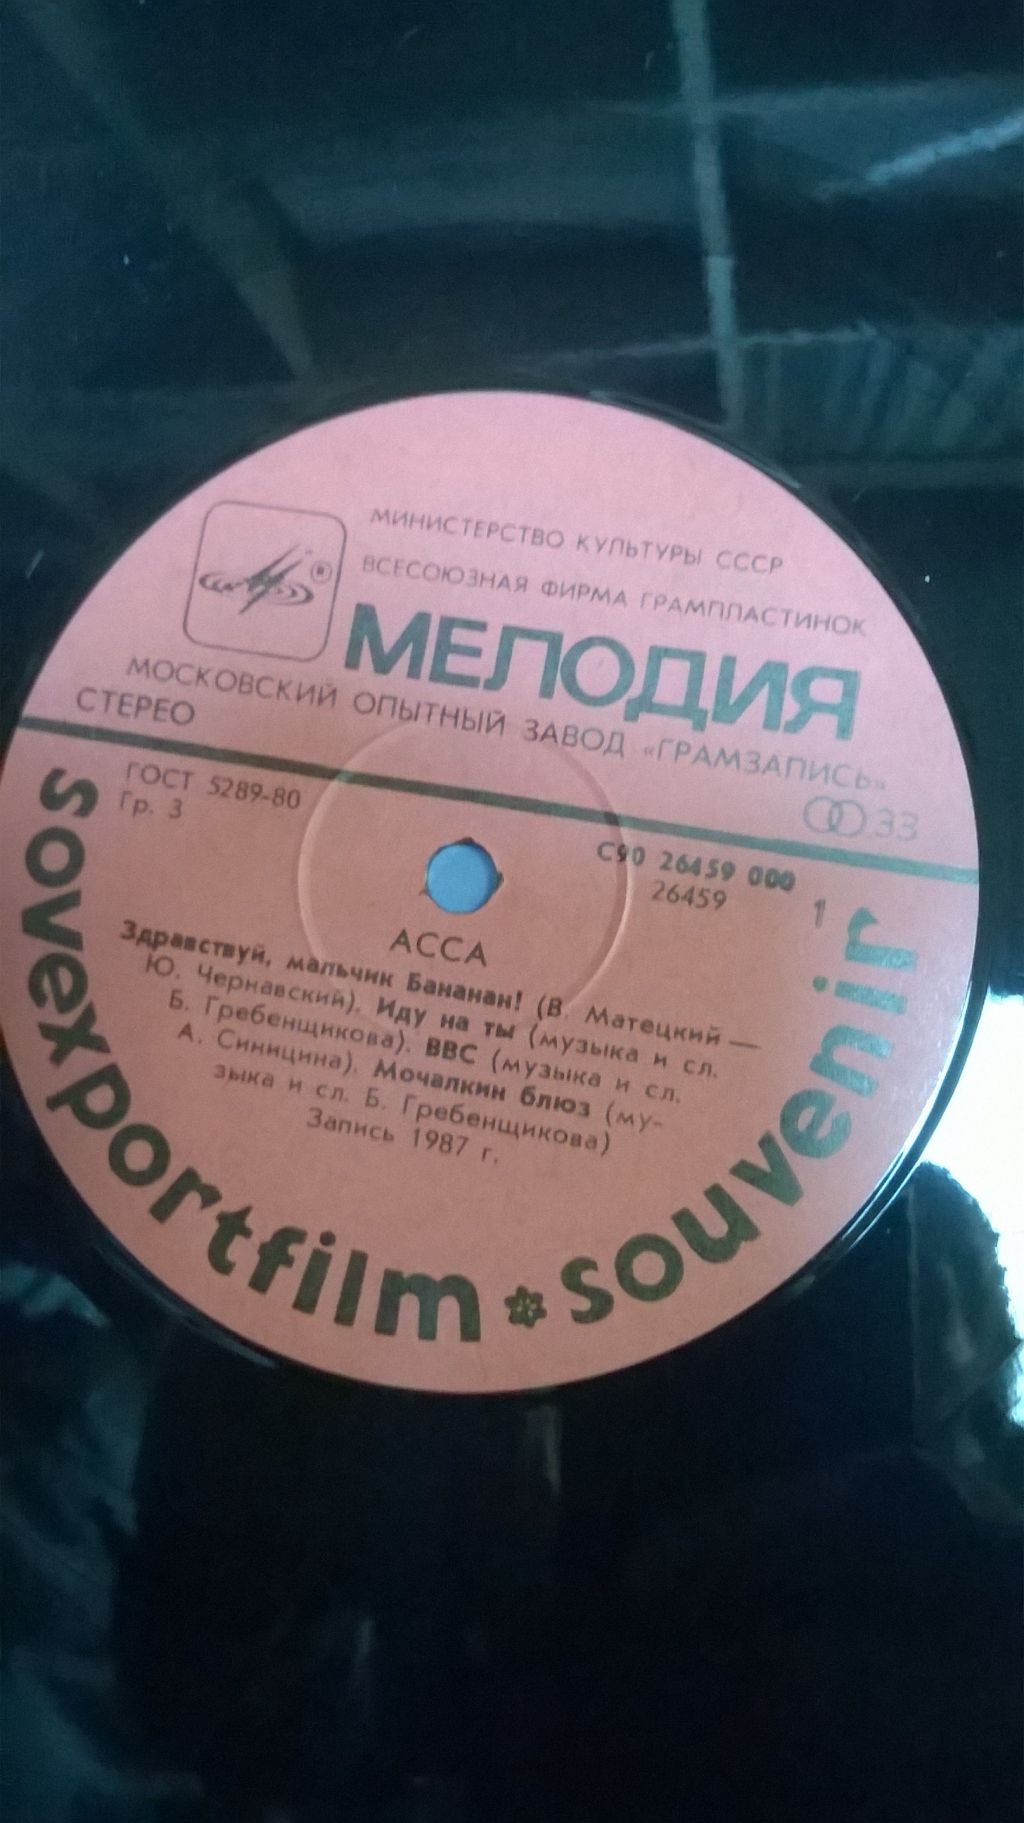 МИНИСТЕРСТВО КУЛЬТУРЫ СССР
ВСЕСОЮЗНАЯ ФИРМА ГРАМПЛАСТИНОК
®
МЕЛОДИЯ
МОСКОВСКИЙ ОПЫТНЫЙ ЗАВОД «ГРАМЗАПИСЬ»
СТЕРЕО
33
ГОСТ 5289-80
Гр. 3
С90 26459 000
26459
1
АССА
Здравствуй, мальчик Бананан! (В. Матецкий —
Ю. Чернавский). Иду на ты (музыка и сл.
Б. Гребенщикова). ВВС (музыка и сл.
А. Синицина). Мочалкин блюз (му-
зыка и сл. Б. Гребенщикова)
Запись 1987 г.
sovexportfilm * souvenir